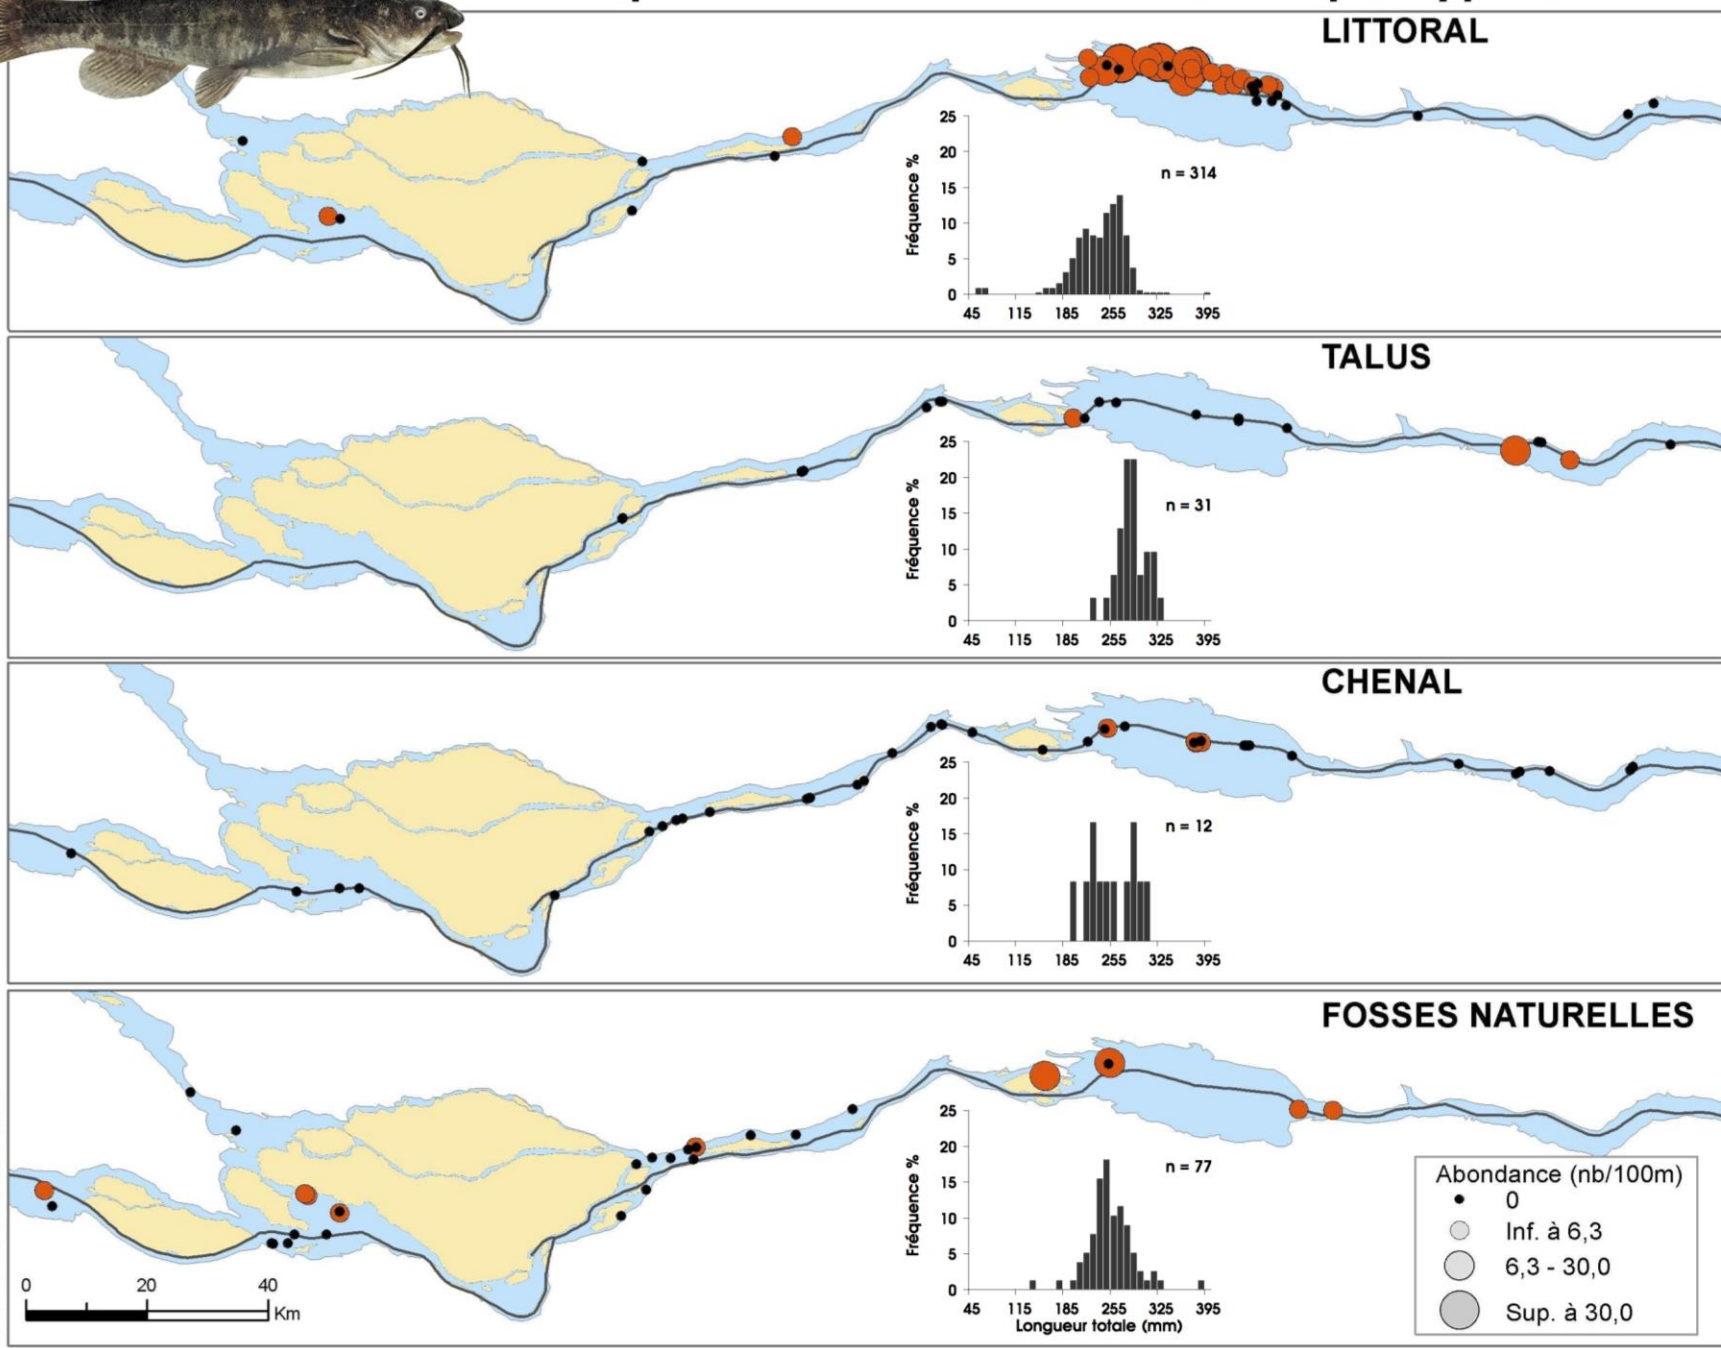 LITTORAL
25
20
15
10
5
0
Fréquence %
n = 314
45 115 185 255 325 395
TALUS
25
20
15
10
5
0
Fréquence %
n = 31
45 115 185 255 325 395
CHENAL
25
20
15
10
5
0
Fréquence %
n = 12
45 115 185 255 325 395
FOSSES NATURELLES
25
20
15
10
5
0
Fréquence %
n = 77
45 115 185 255 325 395
Longueur totale (mm)
0 20 40
Km
Abondance (nb/100m)
0
Inf. à 6,3
6,3 - 30,0
Sup. à 30,0